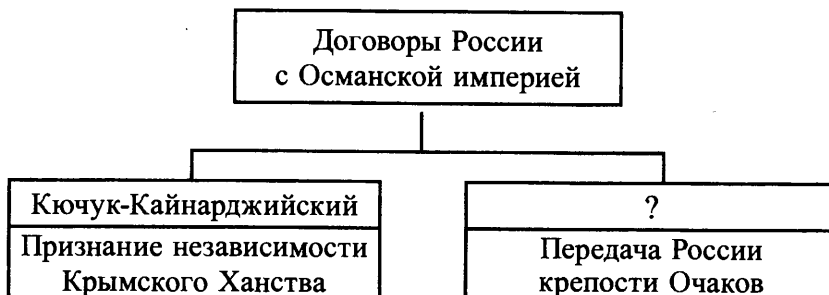 Договоры России
с Османской империей
Кючук-Кайнарджийский
Признание независимости
Крымского Ханства
?
Передача России
крепости Очаков